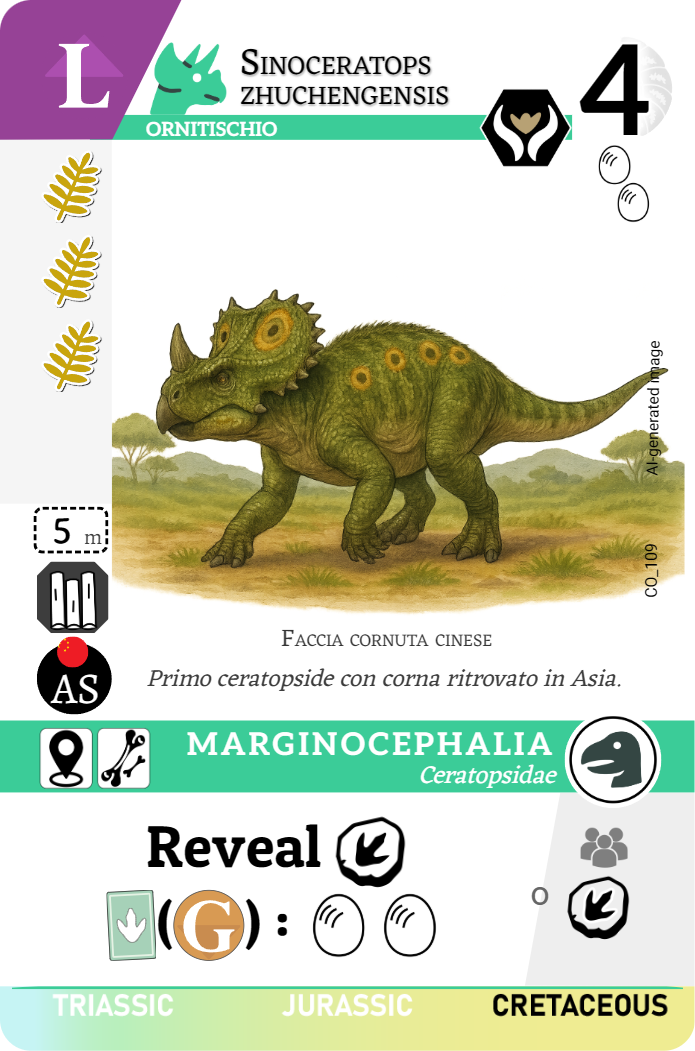 L
SINOCERATOPS
ZHUCHENGENSIS
4
ORNITISCHIO
AI-generated image
5 m
CO_109
AS
FACCIA CORNUTA CINESE
Primo ceratopside con corna ritrovato in Asia.
MARGINOCEPHALIA
Ceratopsidae
Reveal
(G) :
O
TRIASSIC JURASSIC CRETACEOUS